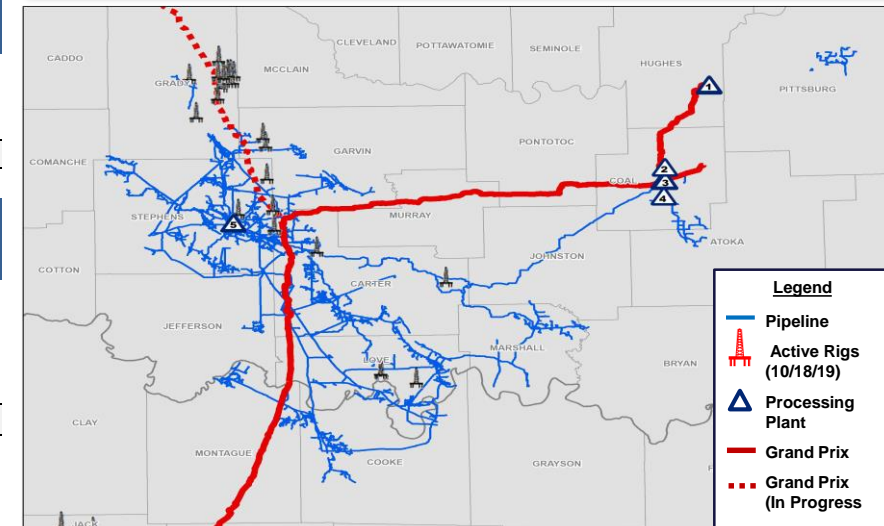 CLEVELAND
POTTAWATOMIE
SEMINOLE
HUGHES
CADDO
MCCLAIN
GRADY
PITTSBURG
1
PONTOTOC
GARVIN
COMANCHE
2
COAL
3
4
STEPHENS
MURRAY
5
ATOKA
JOHNSTON
COTTON
CARTER
JEFFERSON
MARSHALL
LOVE
BRYAN
CLAY
MONTAGUE
COOKE
GRAYSON
JACK
Legend
Pipeline
Active Rigs
(10/18/19)
Processing
Plant
Grand Prix
Grand Prix
(In Progress